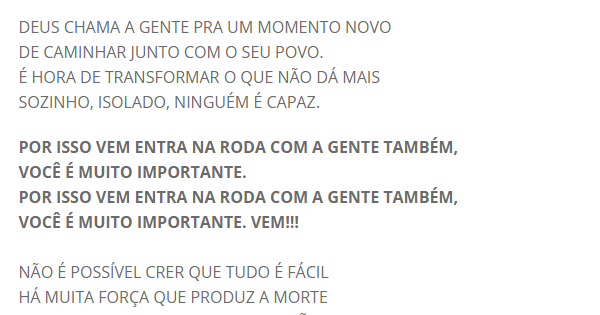 DEUS CHAMA A GENTE PRA UM MOMENTO NOVO
DE CAMINHAR JUNTO COM O SEU POVO.
É HORA DE TRANSFORMAR O QUE NÃO DÁ MAIS
SOZINHO, ISOLADO, NINGUÉM É CAPAZ.
POR ISSO VEM ENTRA NA RODA COM A GENTE TAMBÉM,
VOCÊ É MUITO IMPORTANTE.
POR ISSO VEM ENTRA NA RODA COM A GENTE TAMBÉM,
VOCÊ É MUITO IMPORTANTE. VEM!!!
NÃO É POSSÍVEL CRER QUE TUDO É FÁCIL
HÁ MUITA FORÇA QUE PRODUZ A MORTE